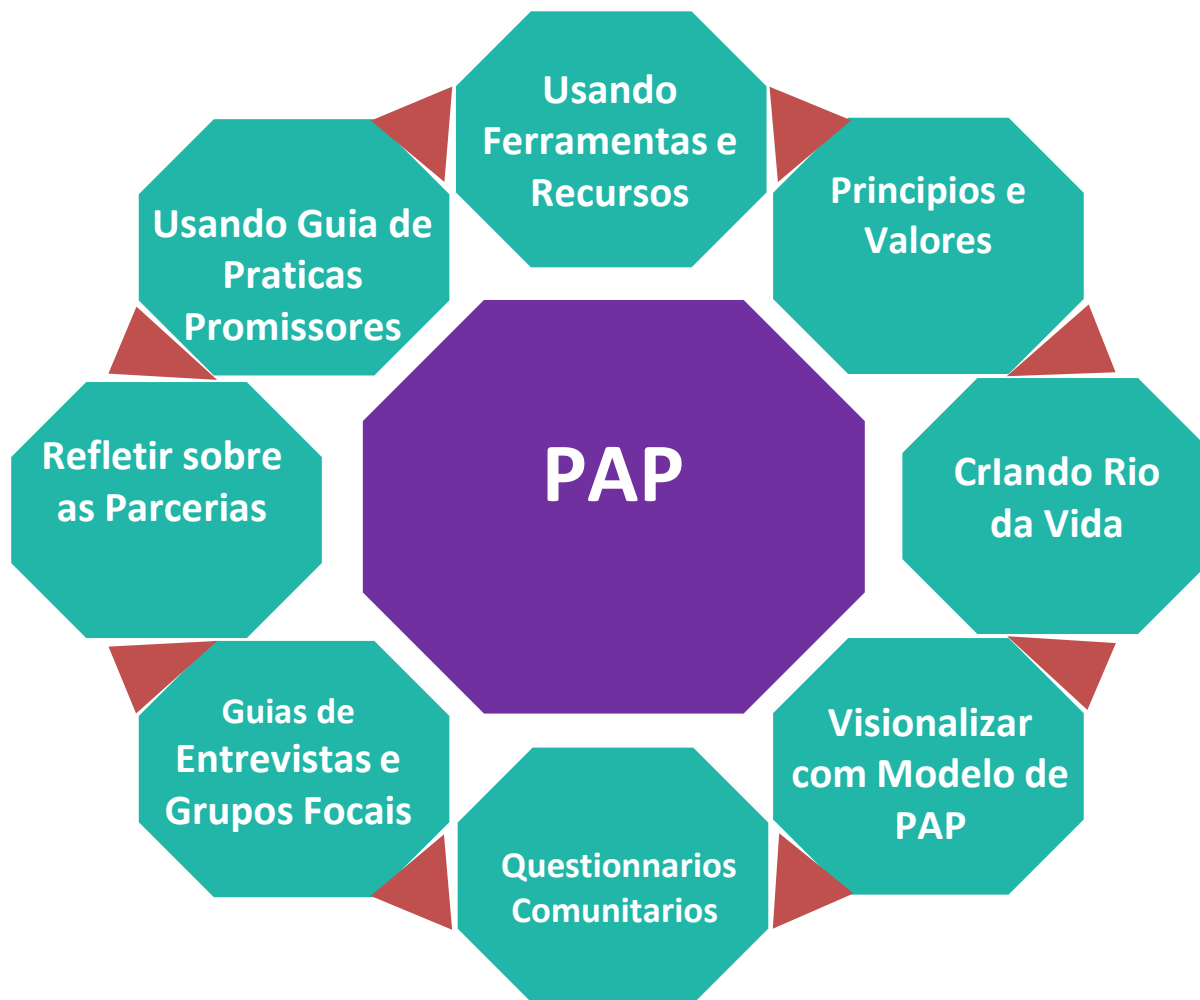 Usando
Ferramentas e
Recursos
Principios e
Valores
CrIando Rio
da Vida
Visionalizar
com Modelo de
PAP
Questionnarios
Comunitarios
Guias de
Entrevistas e
Grupos Focais
Refletir sobre
as Parcerias
Usando Guia de
Praticas
Promissores
PAP